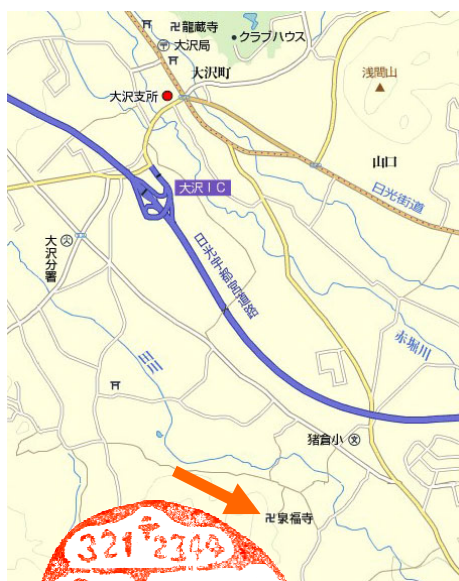 卍龍蔵寺
大沢局
クラブハウス
大沢町
浅間山
大沢支所
山口
大沢IC
日光街道
大沢分署
日光宇都宮道路
赤堀川
田川
猪倉小
卍泉福寺
321 2344